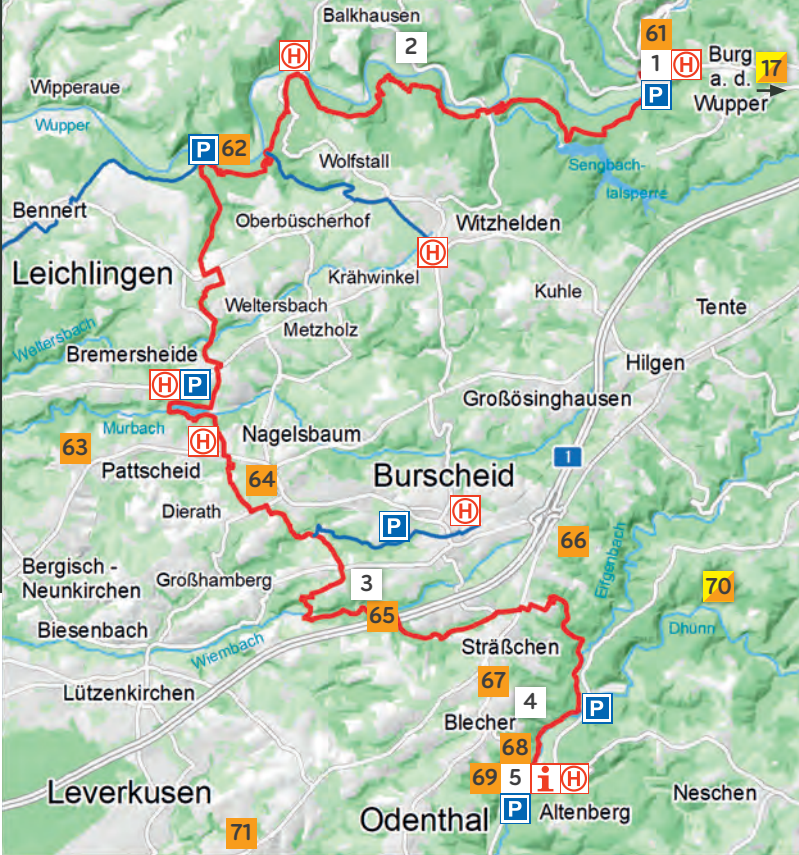 Balkhausen
2
61
H
1
H
Burg
a. d.
Wupper
17
P
Wipperaue
Wupper
P
62
Wolfstall
Sengbach-
talsperre
Bennert
Oberbüscherhof
Witzhelden
H
Leichlingen
Krähwinkel
Kuhle
Weltersbach
Metzholz
Tente
Weltersbach
Bremersheide
Hilgen
H
P
Großösinghausen
Murbach
H
Nagelsbaum
63
Pattscheid
64
Burscheid
1
Dierath
P
H
66
Eifgenbach
Bergisch -
Neunkirchen
Großhamberg
3
70
65
Biesenbach
Wiembach
Dhünn
Sträßchen
Lützenkirchen
67
4
P
Blecher
68
69
5
i
H
Leverkusen
Neschen
P
Altenberg
Odenthal
71